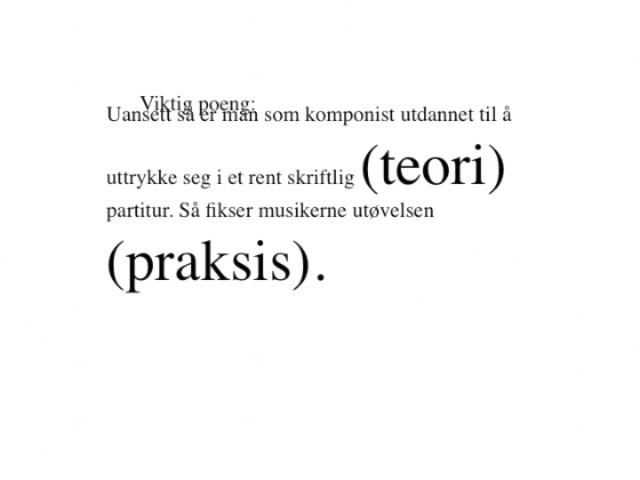 Viktig poeng:
Uansett så er man som komponist utdannet til å
uttrykke seg i et rent skriftlig (teori)
partitur. Så fikser musikerne utøvelsen
(praksis).